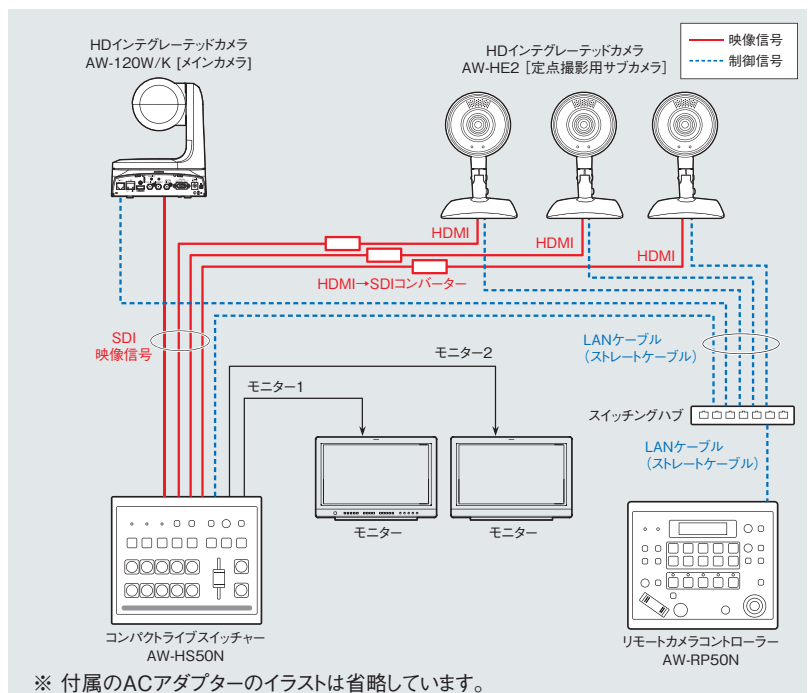 HDインテグレーテッドカメラ
AW-120W/K [メインカメラ]
HDインテグレーテッドカメラ
AW-HE2 [定点撮影用サブカメラ]
映像信号
制御信号
HDMI
HDMI
HDMI
HDMI→SDIコンバーター
SDI
映像信号
LANケーブル
(ストレートケーブル)
モニター2
モニター1
スイッチングハブ
LANケーブル
(ストレートケーブル)
モニター
モニター
コンパクトライブスイッチャー
AW-HS50N
リモートカメラコントローラー
AW-RP50N
※ 付属のACアダプターのイラストは省略しています。